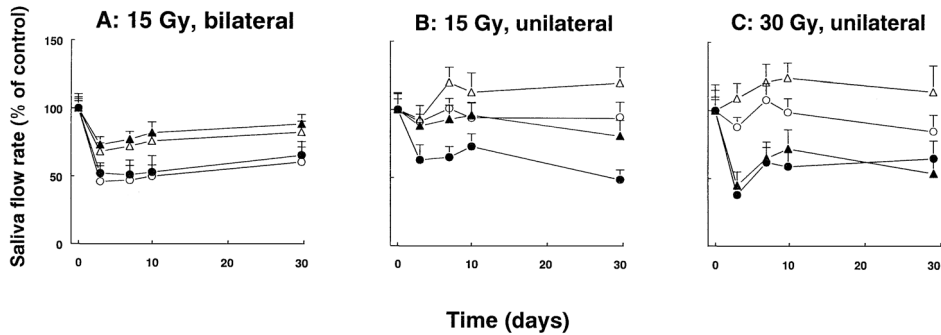 A: 15 Gy, bilateral
B: 15 Gy, unilateral
C: 30 Gy, unilateral
Saliva flow rate (% of control)
150
100
50
0
0 10 20 30
0 10 20 30
0 10 20 30
Time (days)